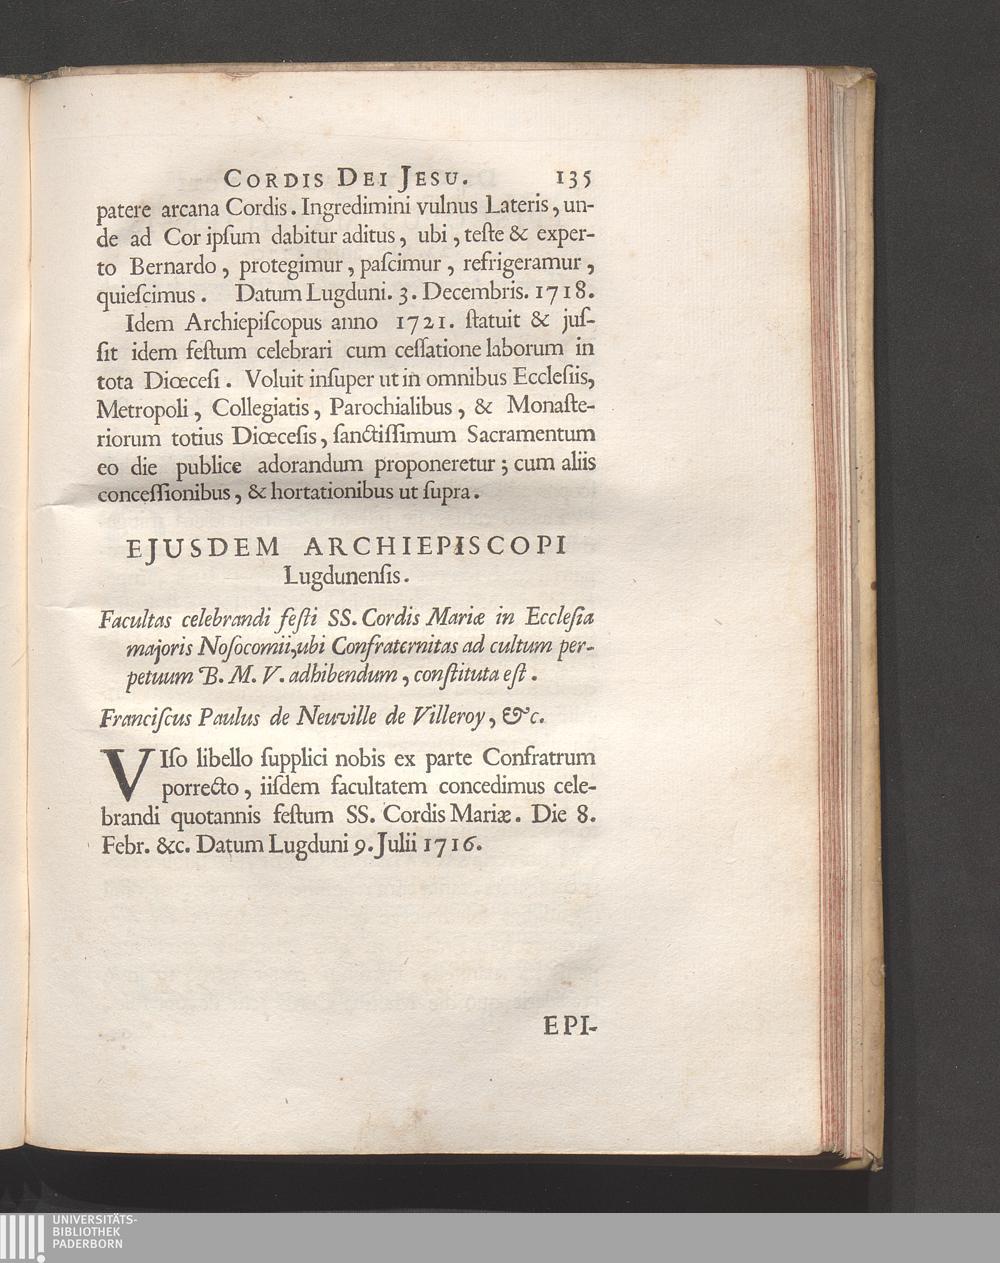 CORDIS DEI JESU. 135
patere arcana Cordis. Ingredimini vulnus Lateris, un-
de ad Cor ipſum dabitur aditus, ubi, teſte & exper-
to Bernardo, protegimur, paſcimur, refrigeramur,
quieſcimus. Datum Lugduni. 3. Decembris. 1718.
Idem Archiepiſcopus anno 1721. ſtatuit & juſ-
ſit idem feſtum celebrari cum ceſſatione laborum in
tota Diœceſi. Voluit inſuper ut in omnibus Eccleſiis,
Metropoli, Collegiatis, Parochialibus, & Monaſte-
riorum totius Diœceſis, ſanctiſſimum Sacramentum
eo die publice adorandum proponeretur; cum aliis
conceſſionibus, & hortationibus ut ſupra.
EJUSDEM ARCHIEPISCOPI
Lugdunenſis.
Facultas celebrandi feſti SS. Cordis Mariæ in Eccleſia
majoris Noſocomii, ubi Confraternitas ad cultum per-
petuum B. M. V. adhibendum, conſtituta eſt.
Franciſcus Paulus de Neuville de Villeroy, &c.
VIſo libello ſupplici nobis ex parte Confratrum
porrecto, iiſdem facultatem concedimus cele-
brandi quotannis feſtum SS. Cordis Mariæ. Die 8.
Febr. &c. Datum Lugduni 9. Julii 1716.
EPI-
UNIVERSITÄTS-
BIBLIOTHEK
PADERBORN